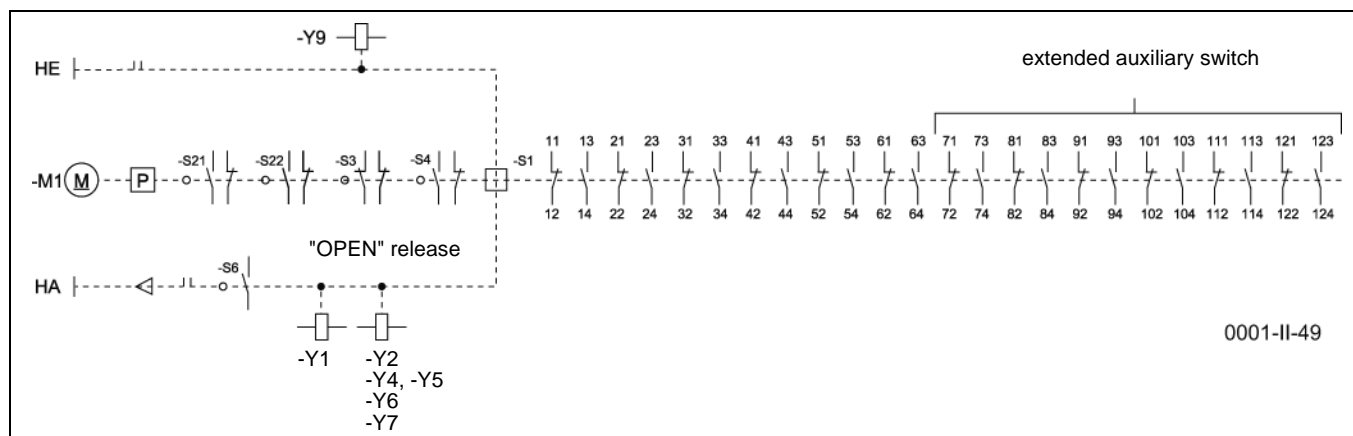 -Y9
HE
extended auxiliary switch
11 13 21 23 31 33 41 43 51 53 61 63 71 73 81 83 91 93 101 103 111 113 121 123
-M1 M P -S21 -S22 -S3 -S4 -S1
12 14 22 24 32 34 42 44 52 54 62 64 72 74 82 84 92 94 102 104 112 114 122 124
"OPEN" release
HA -S6
0001-II-49
-Y1 -Y2
-Y4, -Y5
-Y6
-Y7